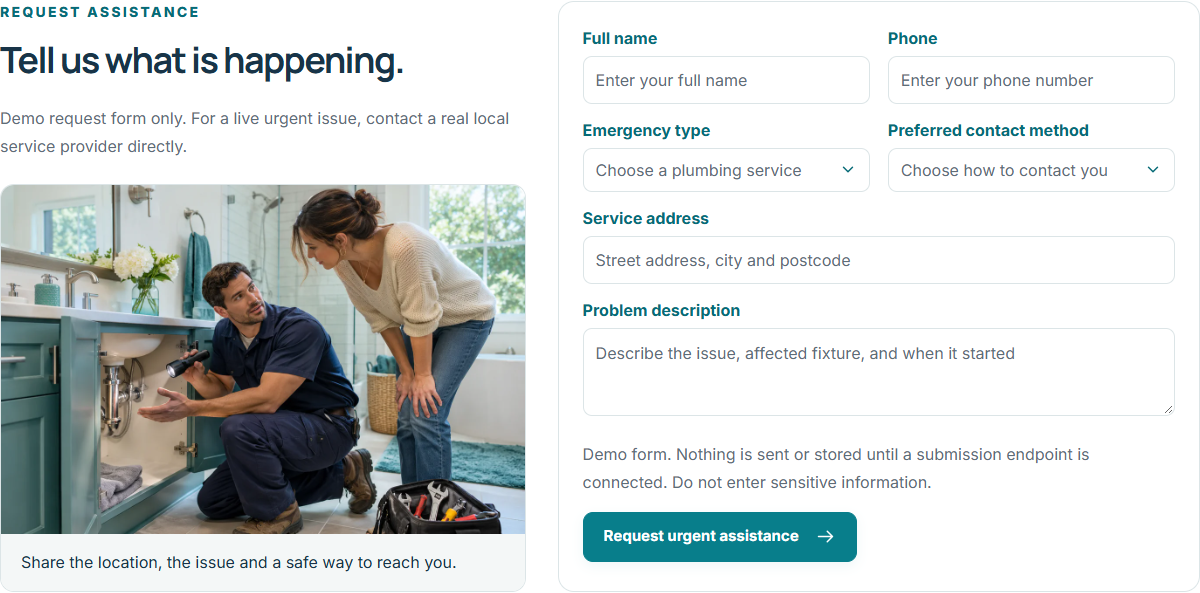 REQUEST ASSISTANCE
Tell us what is happening.
Demo request form only. For a live urgent issue, contact a real local
service provider directly.
Share the location, the issue and a safe way to reach you.
Full name
Enter your full name
Phone
Enter your phone number
Emergency type
Choose a plumbing service
Preferred contact method
Choose how to contact you
Service address
Street address, city and postcode
Problem description
Describe the issue, affected fixture, and when it started
Demo form. Nothing is sent or stored until a submission endpoint is
connected. Do not enter sensitive information.
Request urgent assistance →